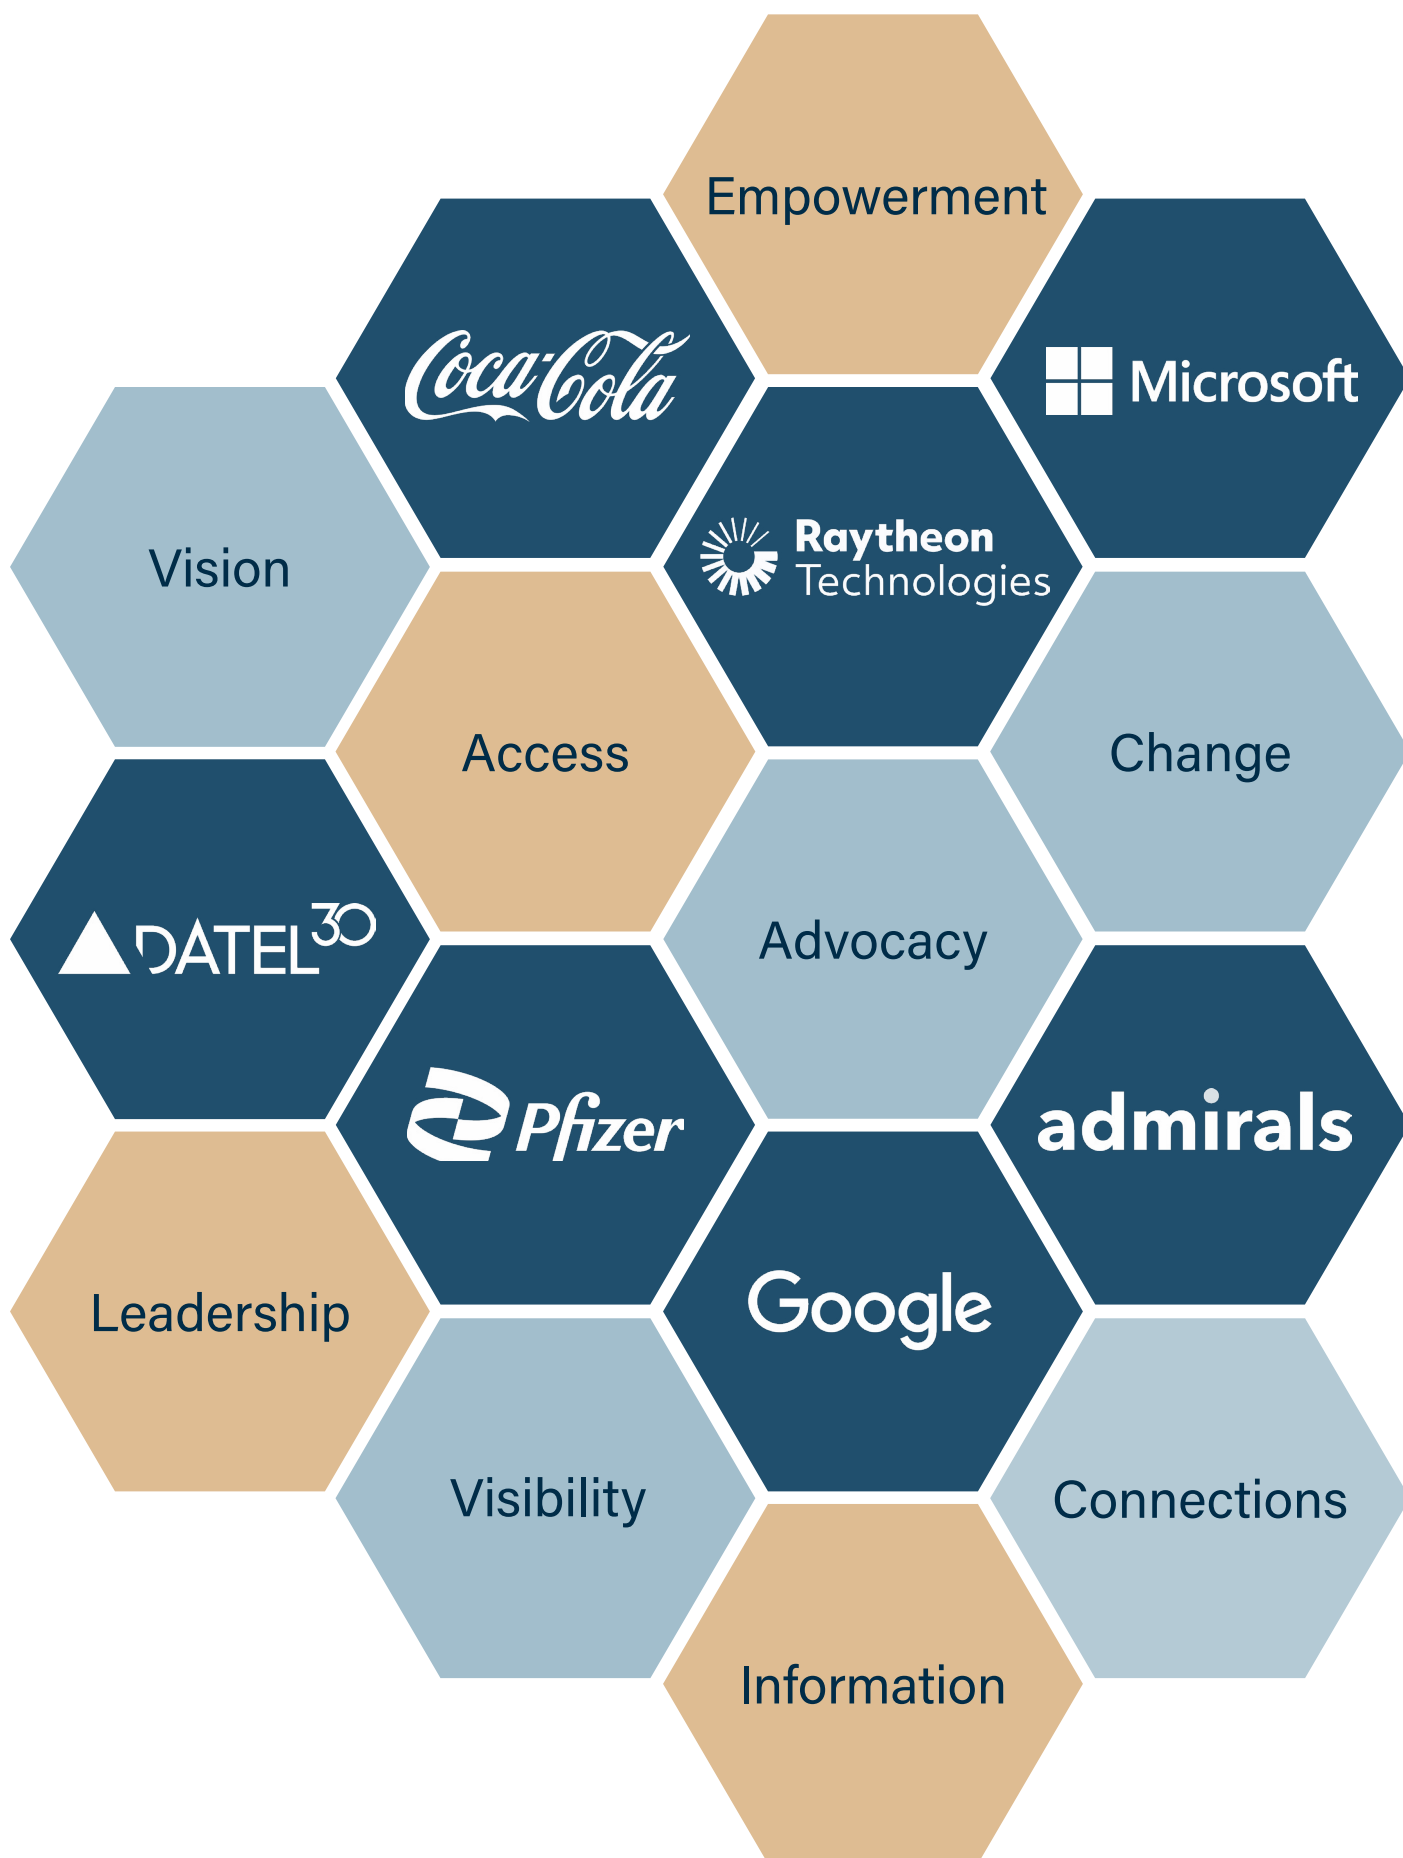 Empowerment
Coca-Cola
Microsoft
Raytheon
Technologies
Vision
Access
Change
DATEL30
Advocacy
Pfizer
admirals
Leadership
Google
Visibility
Connections
Information